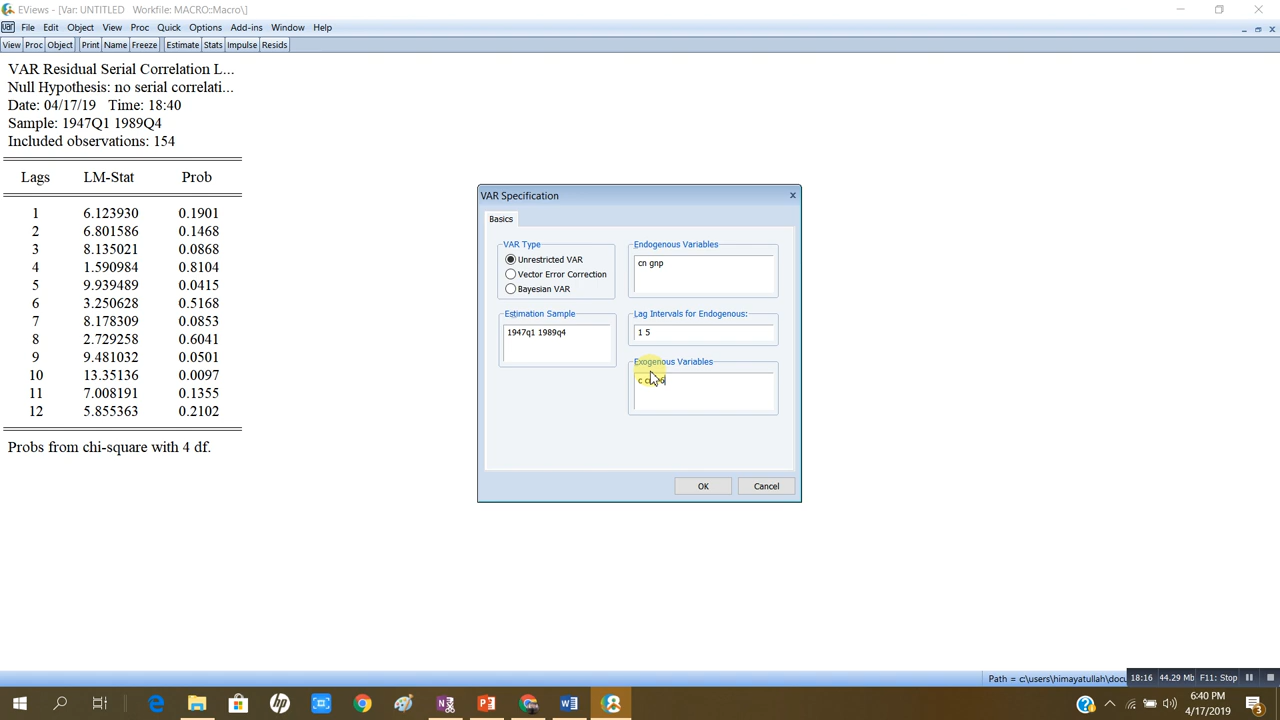 EViews - [Var: UNTITLED Workfile: MACRO::Macro\]
File Edit Object View Proc Quick Options Add-ins Window Help
View Proc Object Print Name Freeze Estimate Stats Impulse Resids
VAR Residual Serial Correlation L...
Null Hypothesis: no serial correlati...
Date: 04/17/19 Time: 18:40
Sample: 1947Q1 1989Q4
Included observations: 154
Lags LM-Stat Prob
1 6.123930 0.1901
2 6.801586 0.1468
3 8.135021 0.0868
4 1.590984 0.8104
5 9.939489 0.0415
6 3.250628 0.5168
7 8.178309 0.0853
8 2.729258 0.6041
9 9.481032 0.0501
10 13.35136 0.0097
11 7.008191 0.1355
12 5.855363 0.2102
Probs from chi-square with 4 df.
VAR Specification
Basics
VAR Type
Unrestricted VAR
Vector Error Correction
Bayesian VAR
Estimation Sample
1947q1 1989q4
Endogenous Variables
cn gnp
Lag Intervals for Endogenous:
1 5
Exogenous Variables
c
OK Cancel
Path = c:\users\himayatullah\docu
18:16 44.29 Mb F11: Stop
6:40 PM
4/17/2019
3